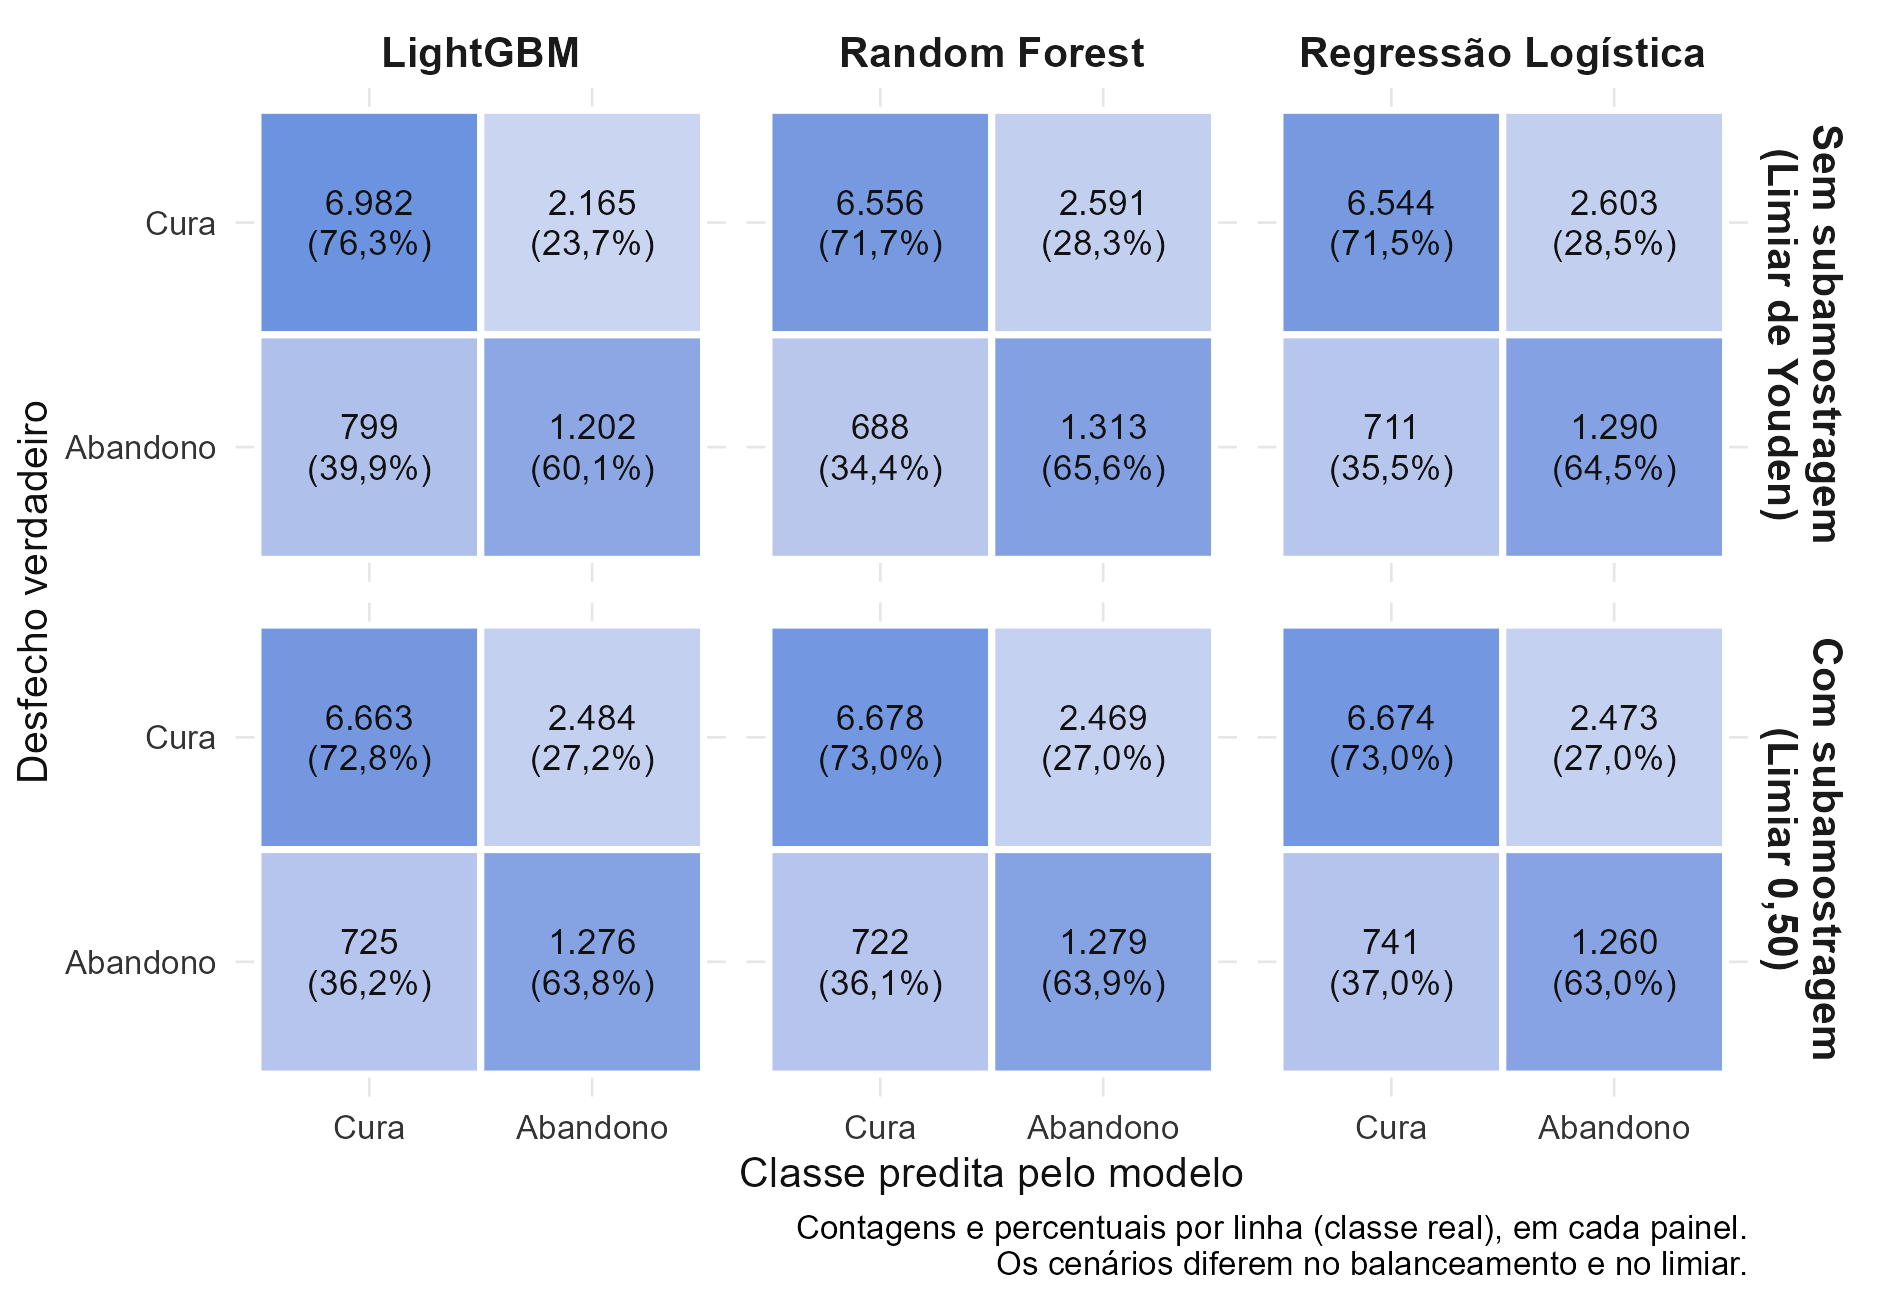 LightGBM
Random Forest
Regressão Logística
Sem subamostragem
(Limiar de Youden)
Desfecho verdadeiro
Cura
6.982
(76,3%)
2.165
(23,7%)
6.556
(71,7%)
2.591
(28,3%)
6.544
(71,5%)
2.603
(28,5%)
Abandono
799
(39,9%)
1.202
(60,1%)
688
(34,4%)
1.313
(65,6%)
711
(35,5%)
1.290
(64,5%)
Com subamostragem
(Limiar 0,50)
Cura
6.663
(72,8%)
2.484
(27,2%)
6.678
(73,0%)
2.469
(27,0%)
6.674
(73,0%)
2.473
(27,0%)
Abandono
725
(36,2%)
1.276
(63,8%)
722
(36,1%)
1.279
(63,9%)
741
(37,0%)
1.260
(63,0%)
Cura
Abandono
Cura
Abandono
Cura
Abandono
Classe predita pelo modelo
Contagens e percentuais por linha (classe real), em cada painel.
Os cenários diferem no balanceamento e no limiar.